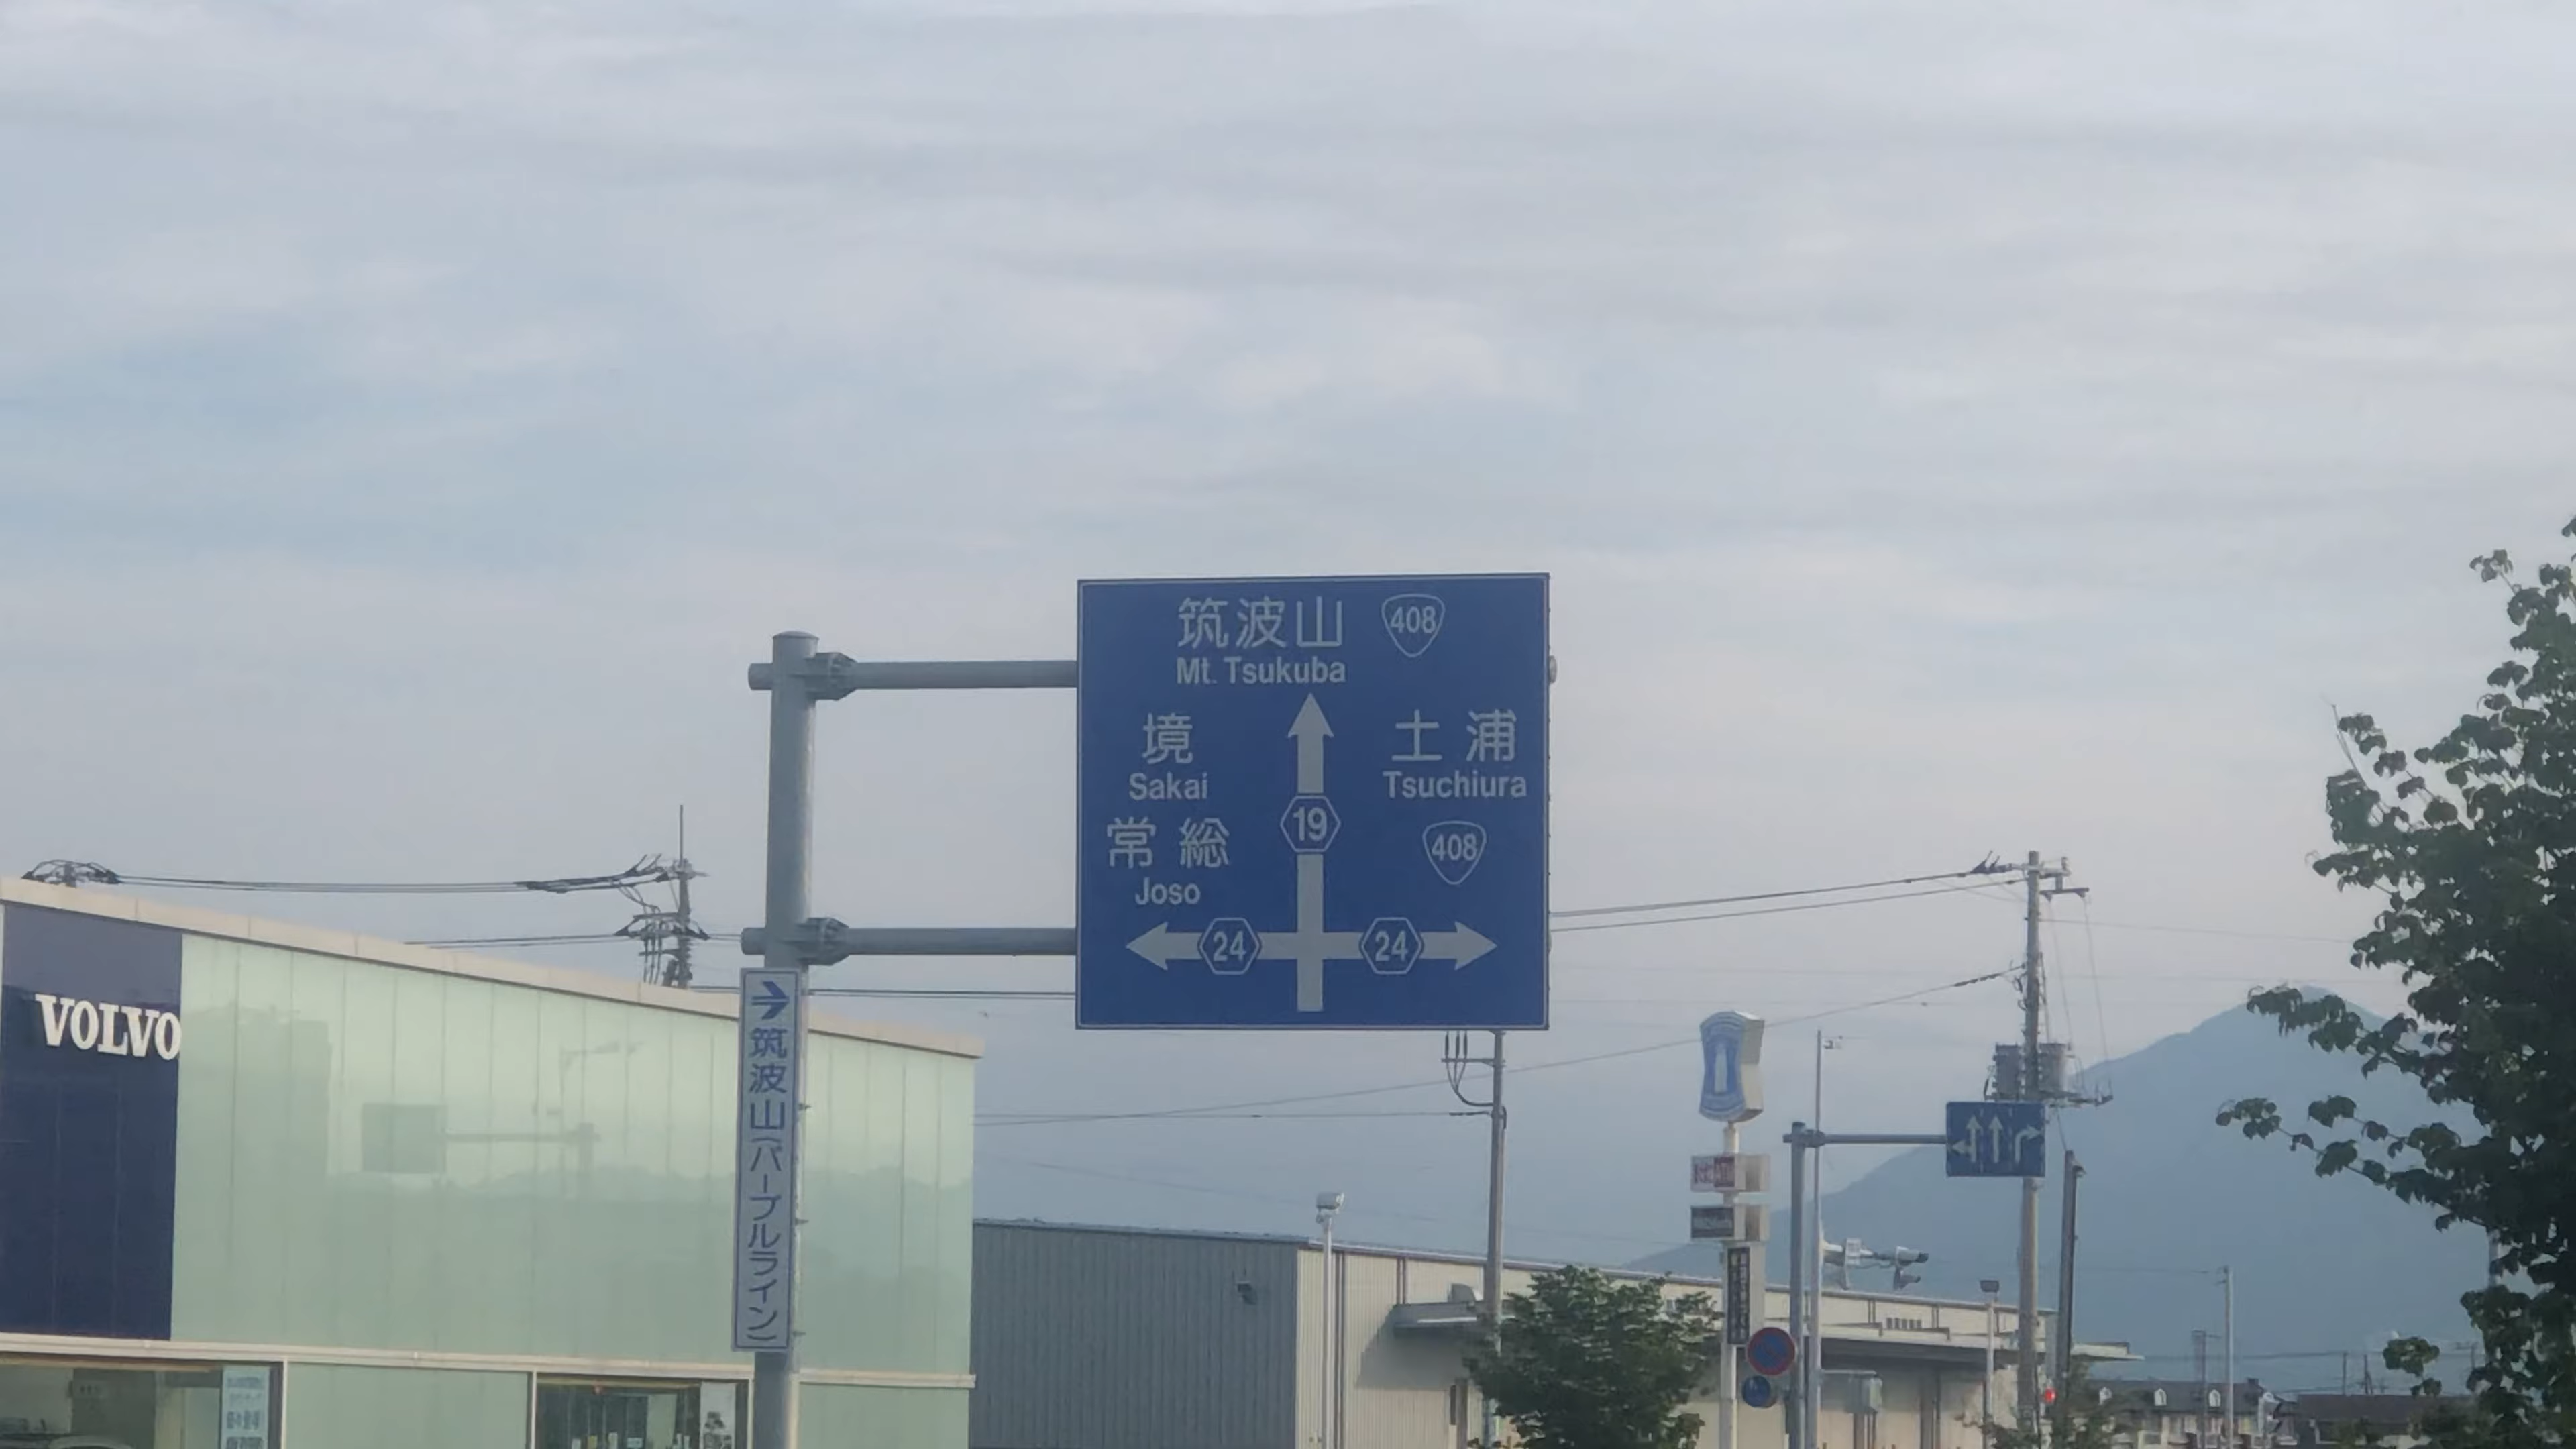 筑波山 408
Mt. Tsukuba
境
Sakai
土浦
Tsuchiura
19
常総
Joso
408
24
24
VOLVO
筑波山(パープルライン)